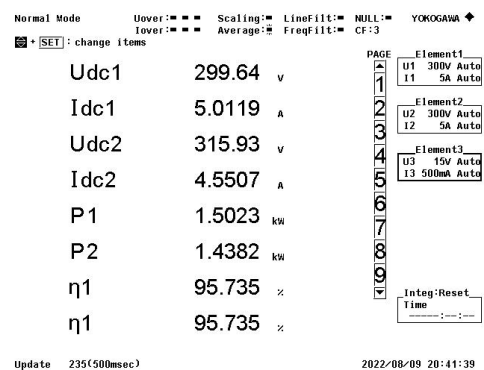 Normal Mode Uover: Scaling: LineFilt: NULL: YOKOGAWA
Iover: Average: FreqFilt: CF:3
+ SET : change items
PAGE
Udc1 299.64 V
Idc1 5.0119 A
Udc2 315.93 V
Idc2 4.5507 A
P1 1.5023 kW
P2 1.4382 kW
η1 95.735 %
η1 95.735 %
1
2
3
4
5
6
7
8
9
Element1
U1 300V Auto
I1 5A Auto
Element2
U2 300V Auto
I2 5A Auto
Element3
U3 15V Auto
I3 500mA Auto
Integ:Reset
Time
-----:--:--
Update 235(500msec) 2022/08/09 20:41:39